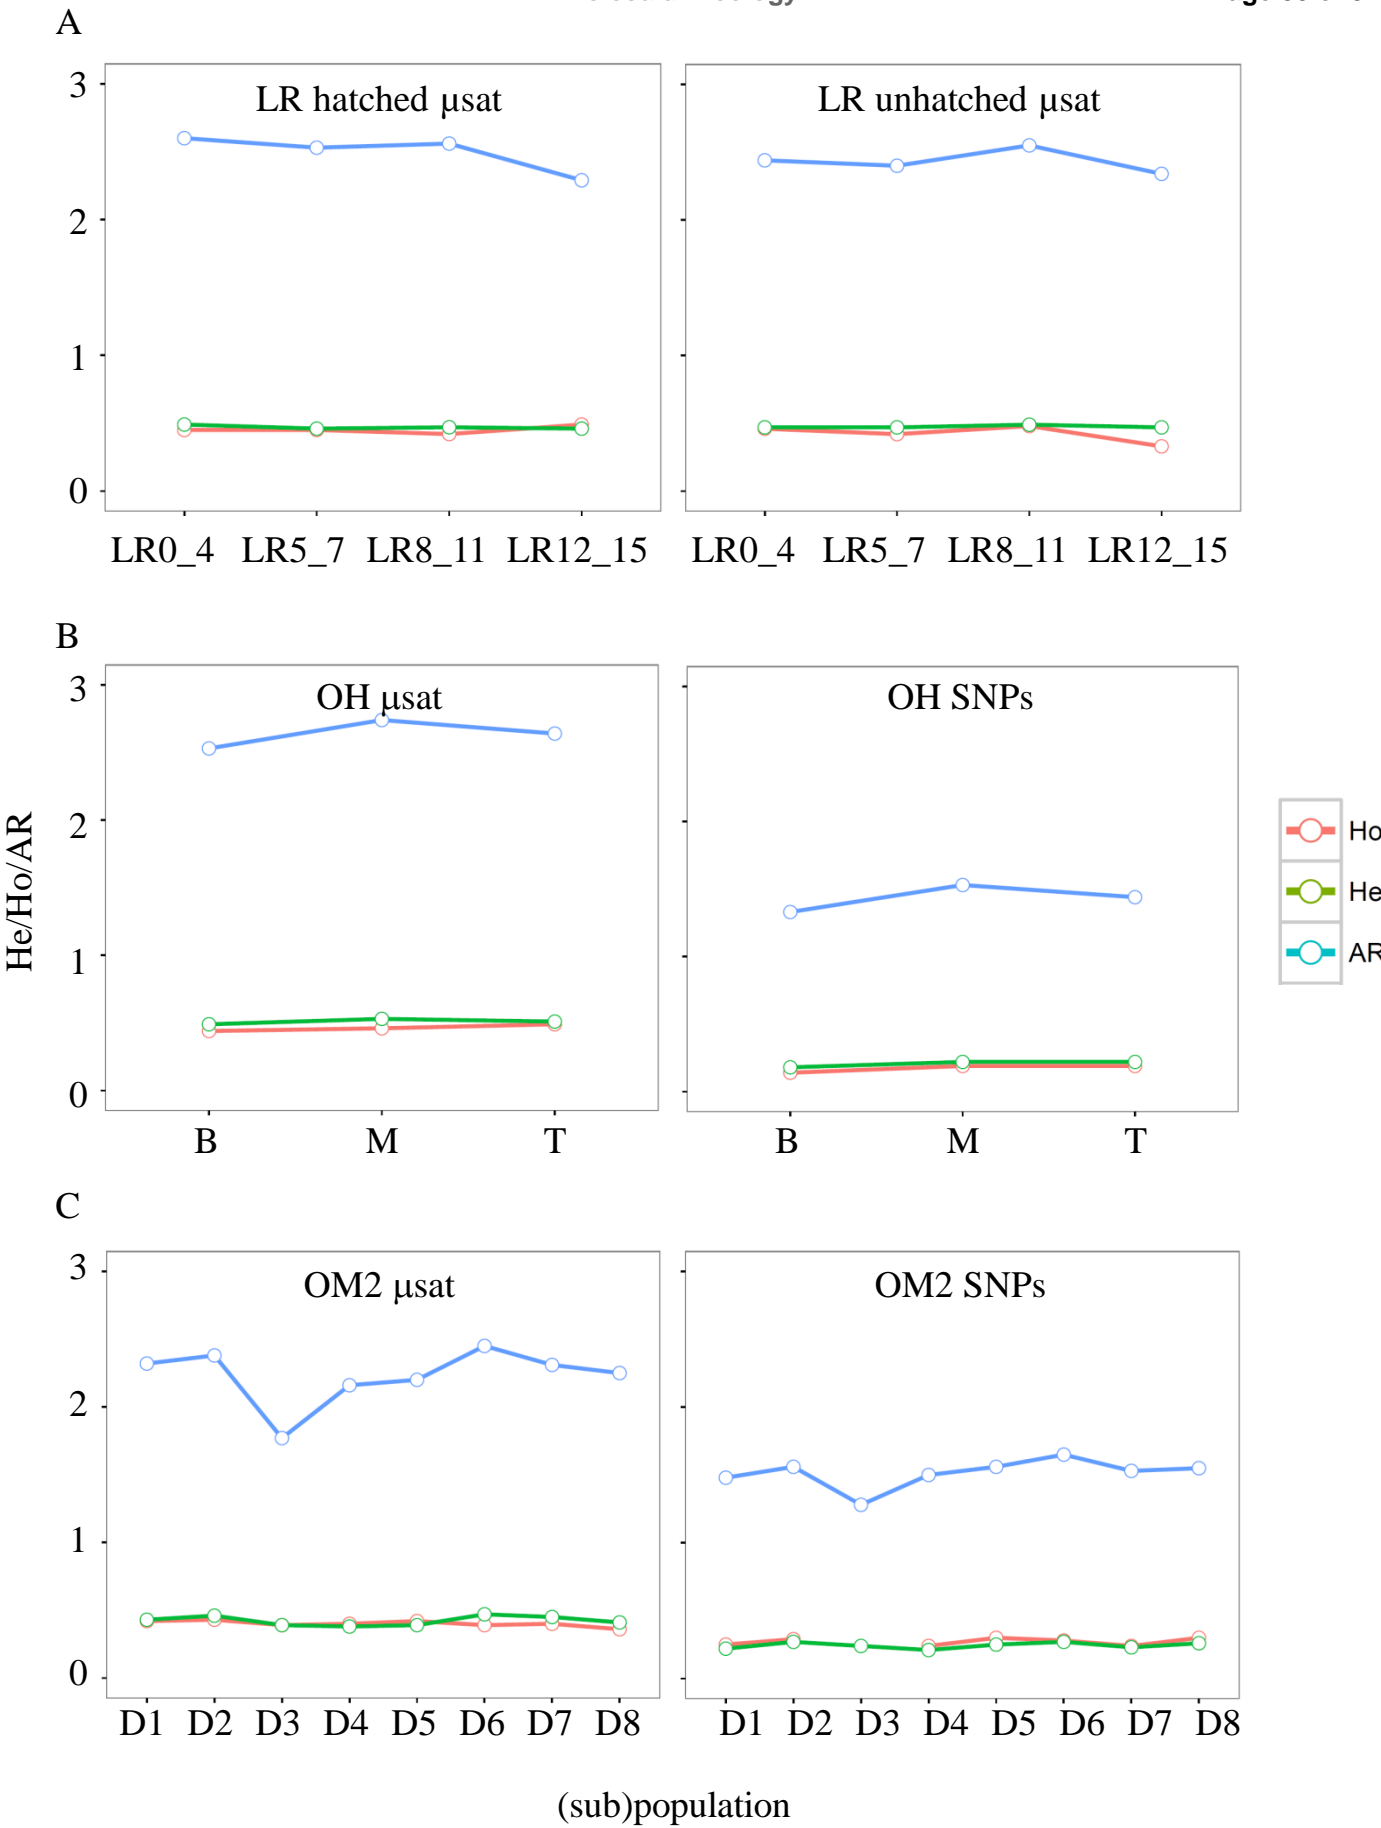 A
LR hatched µsat
LR unhatched µsat
3
2
1
0
LR0_4 LR5_7 LR8_11 LR12_15
LR0_4 LR5_7 LR8_11 LR12_15
B
OH µsat
OH SNPs
3
2
1
0
He/Ho/AR
Ho
He
AR
B M T
B M T
C
OM2 µsat
OM2 SNPs
3
2
1
0
D1 D2 D3 D4 D5 D6 D7 D8
D1 D2 D3 D4 D5 D6 D7 D8
(sub)population